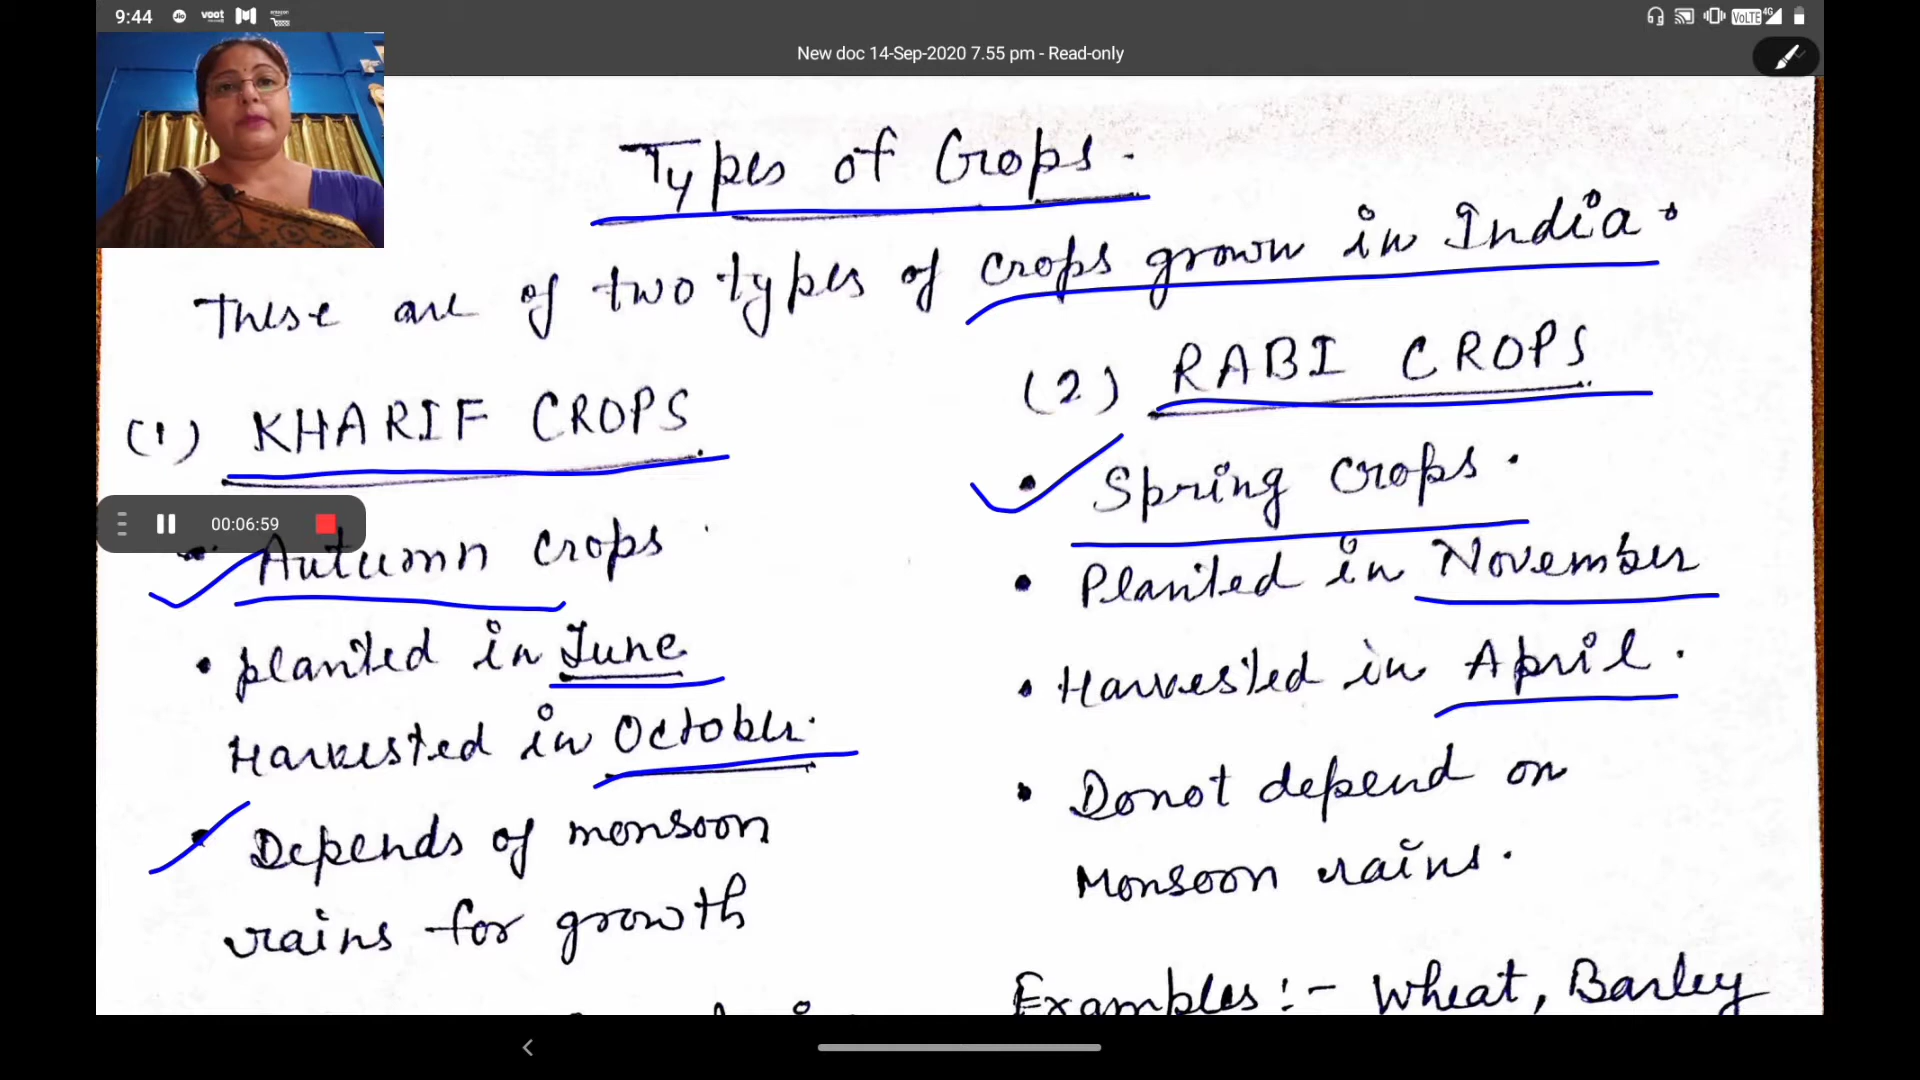 9:44
voot
VoLTE 4G
New doc 14-Sep-2020 7.55 pm - Read-only
Types of Crops.
These are of two types of crops grown in India.
(1) KHARIF CROPS.
00:06:59
Autumn crops
• planted in June
Harvested in October.
• Depends of monsoon
rains for growth
(2) RABI CROPS.
• Spring Crops.
• Planted in November
• Harvested in April.
• Donot depend on
Monsoon rains.
Examples:- Wheat, Barley